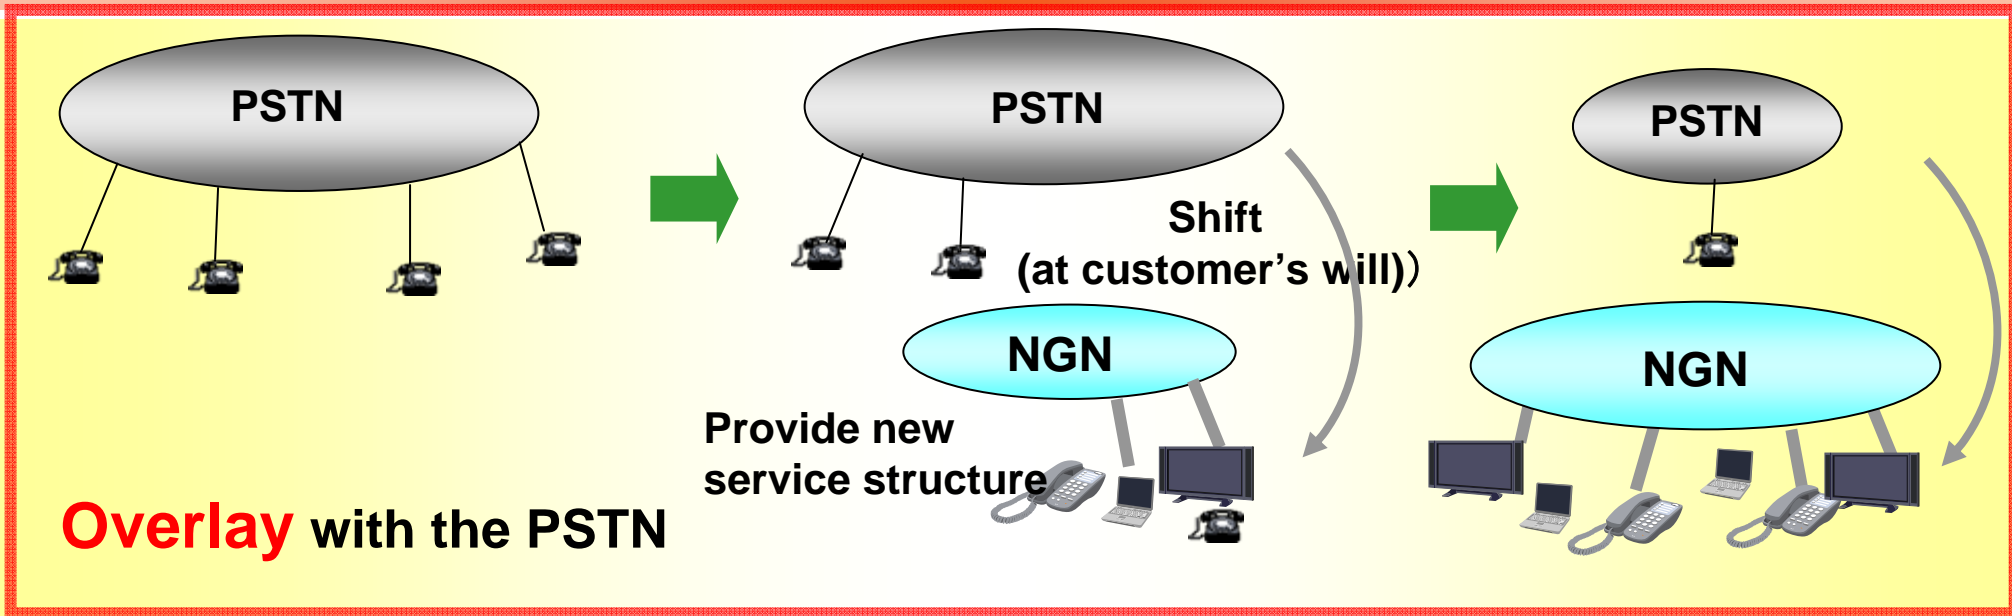 PSTN
PSTN
PSTN
Shift
(at customer’s will)）
NGN
NGN
Provide new
service structure
Overlay with the PSTN